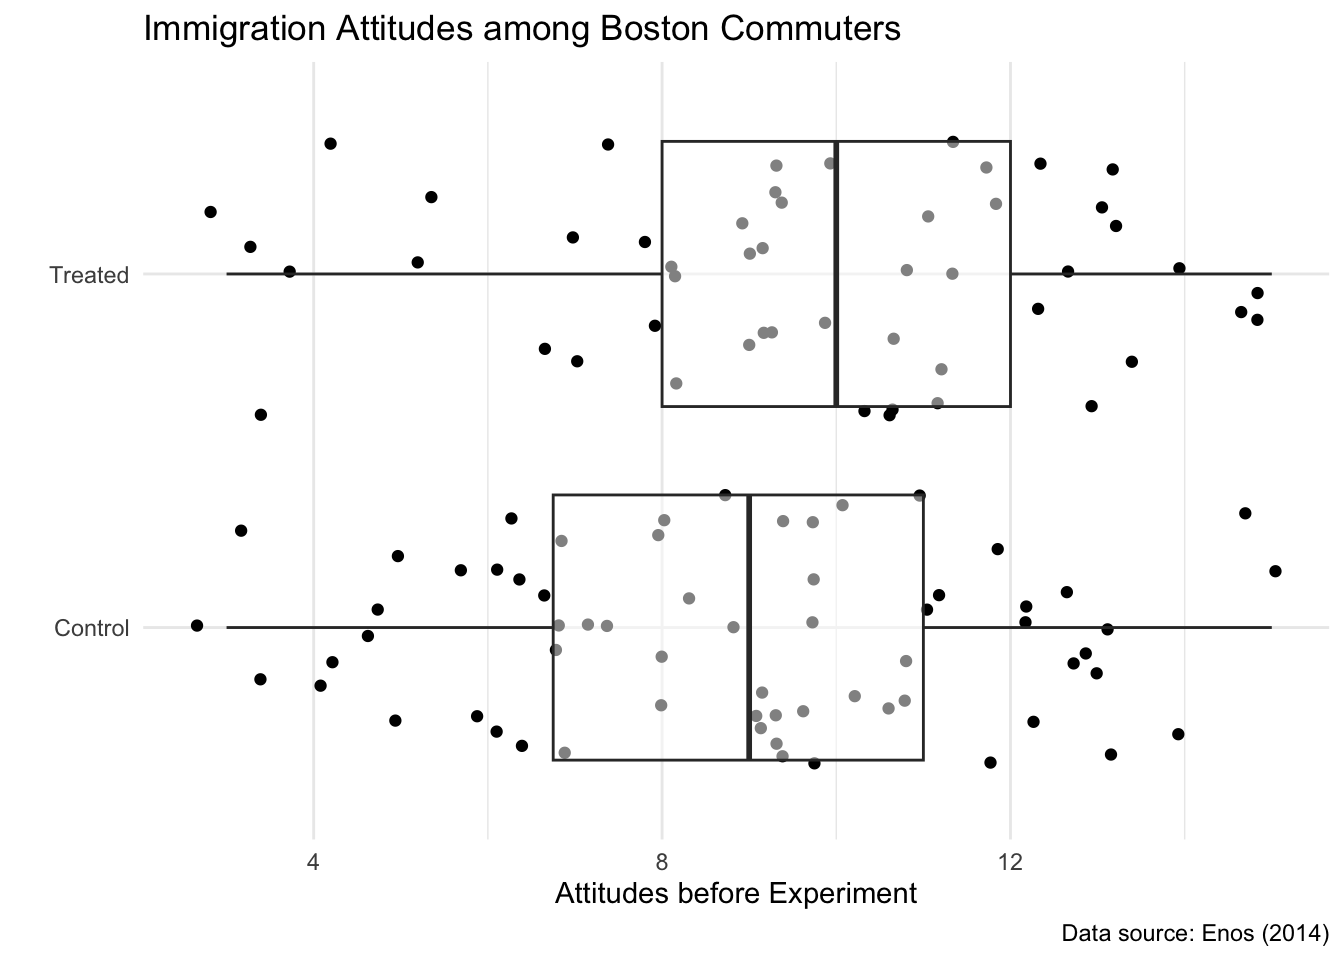 Immigration Attitudes among Boston Commuters
Treated
Control
4 8 12
Attitudes before Experiment
Data source: Enos (2014)